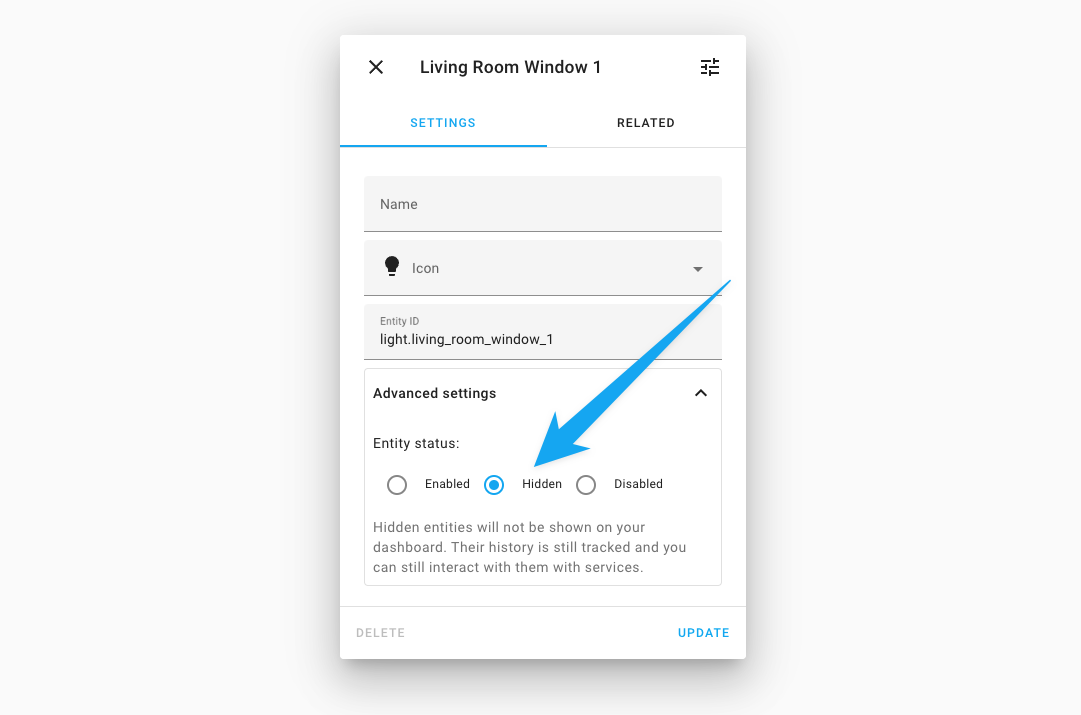 Living Room Window 1
SETTINGS
RELATED
Name
Icon
Entity ID
light.living_room_window_1
Advanced settings
Entity status:
Enabled
Hidden
Disabled
Hidden entities will not be shown on your
dashboard. Their history is still tracked and you
can still interact with them with services.
DELETE
UPDATE